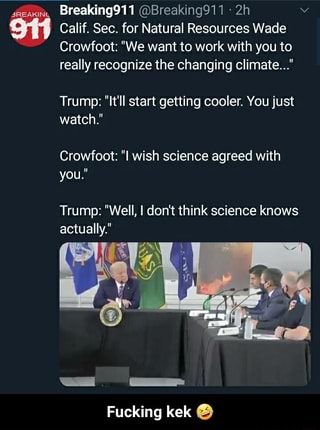 BREAKING
911
Breaking911 @Breaking911 · 2h
Calif. Sec. for Natural Resources Wade
Crowfoot: "We want to work with you to
really recognize the changing climate..."
Trump: "It'll start getting cooler. You just
watch."
Crowfoot: "I wish science agreed with
you."
Trump: "Well, I don't think science knows
actually."
Fucking kek 🤣